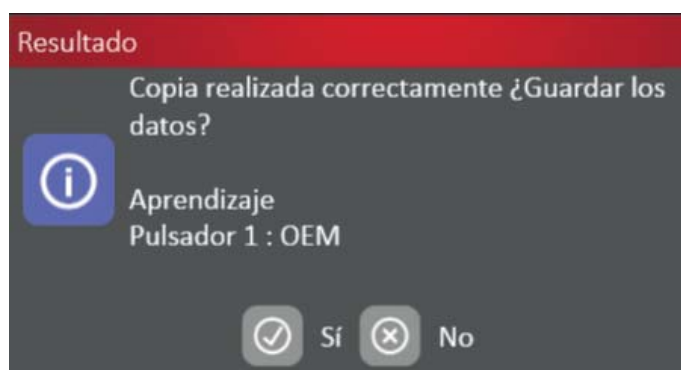 Resultado
Copia realizada correctamente ¿Guardar los
datos?
Aprendizaje
Pulsador 1 : OEM
Sí No